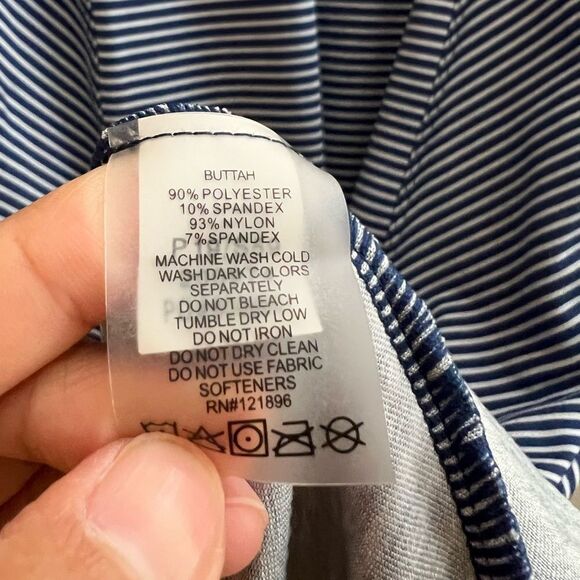 BUTTAH
90% POLYESTER
10% SPANDEX
93% NYLON
7% SPANDEX
MACHINE WASH COLD
WASH DARK COLORS
SEPARATELY
DO NOT BLEACH
TUMBLE DRY LOW
DO NOT IRON
DO NOT DRY CLEAN
DO NOT USE FABRIC
SOFTENERS
RN#121896